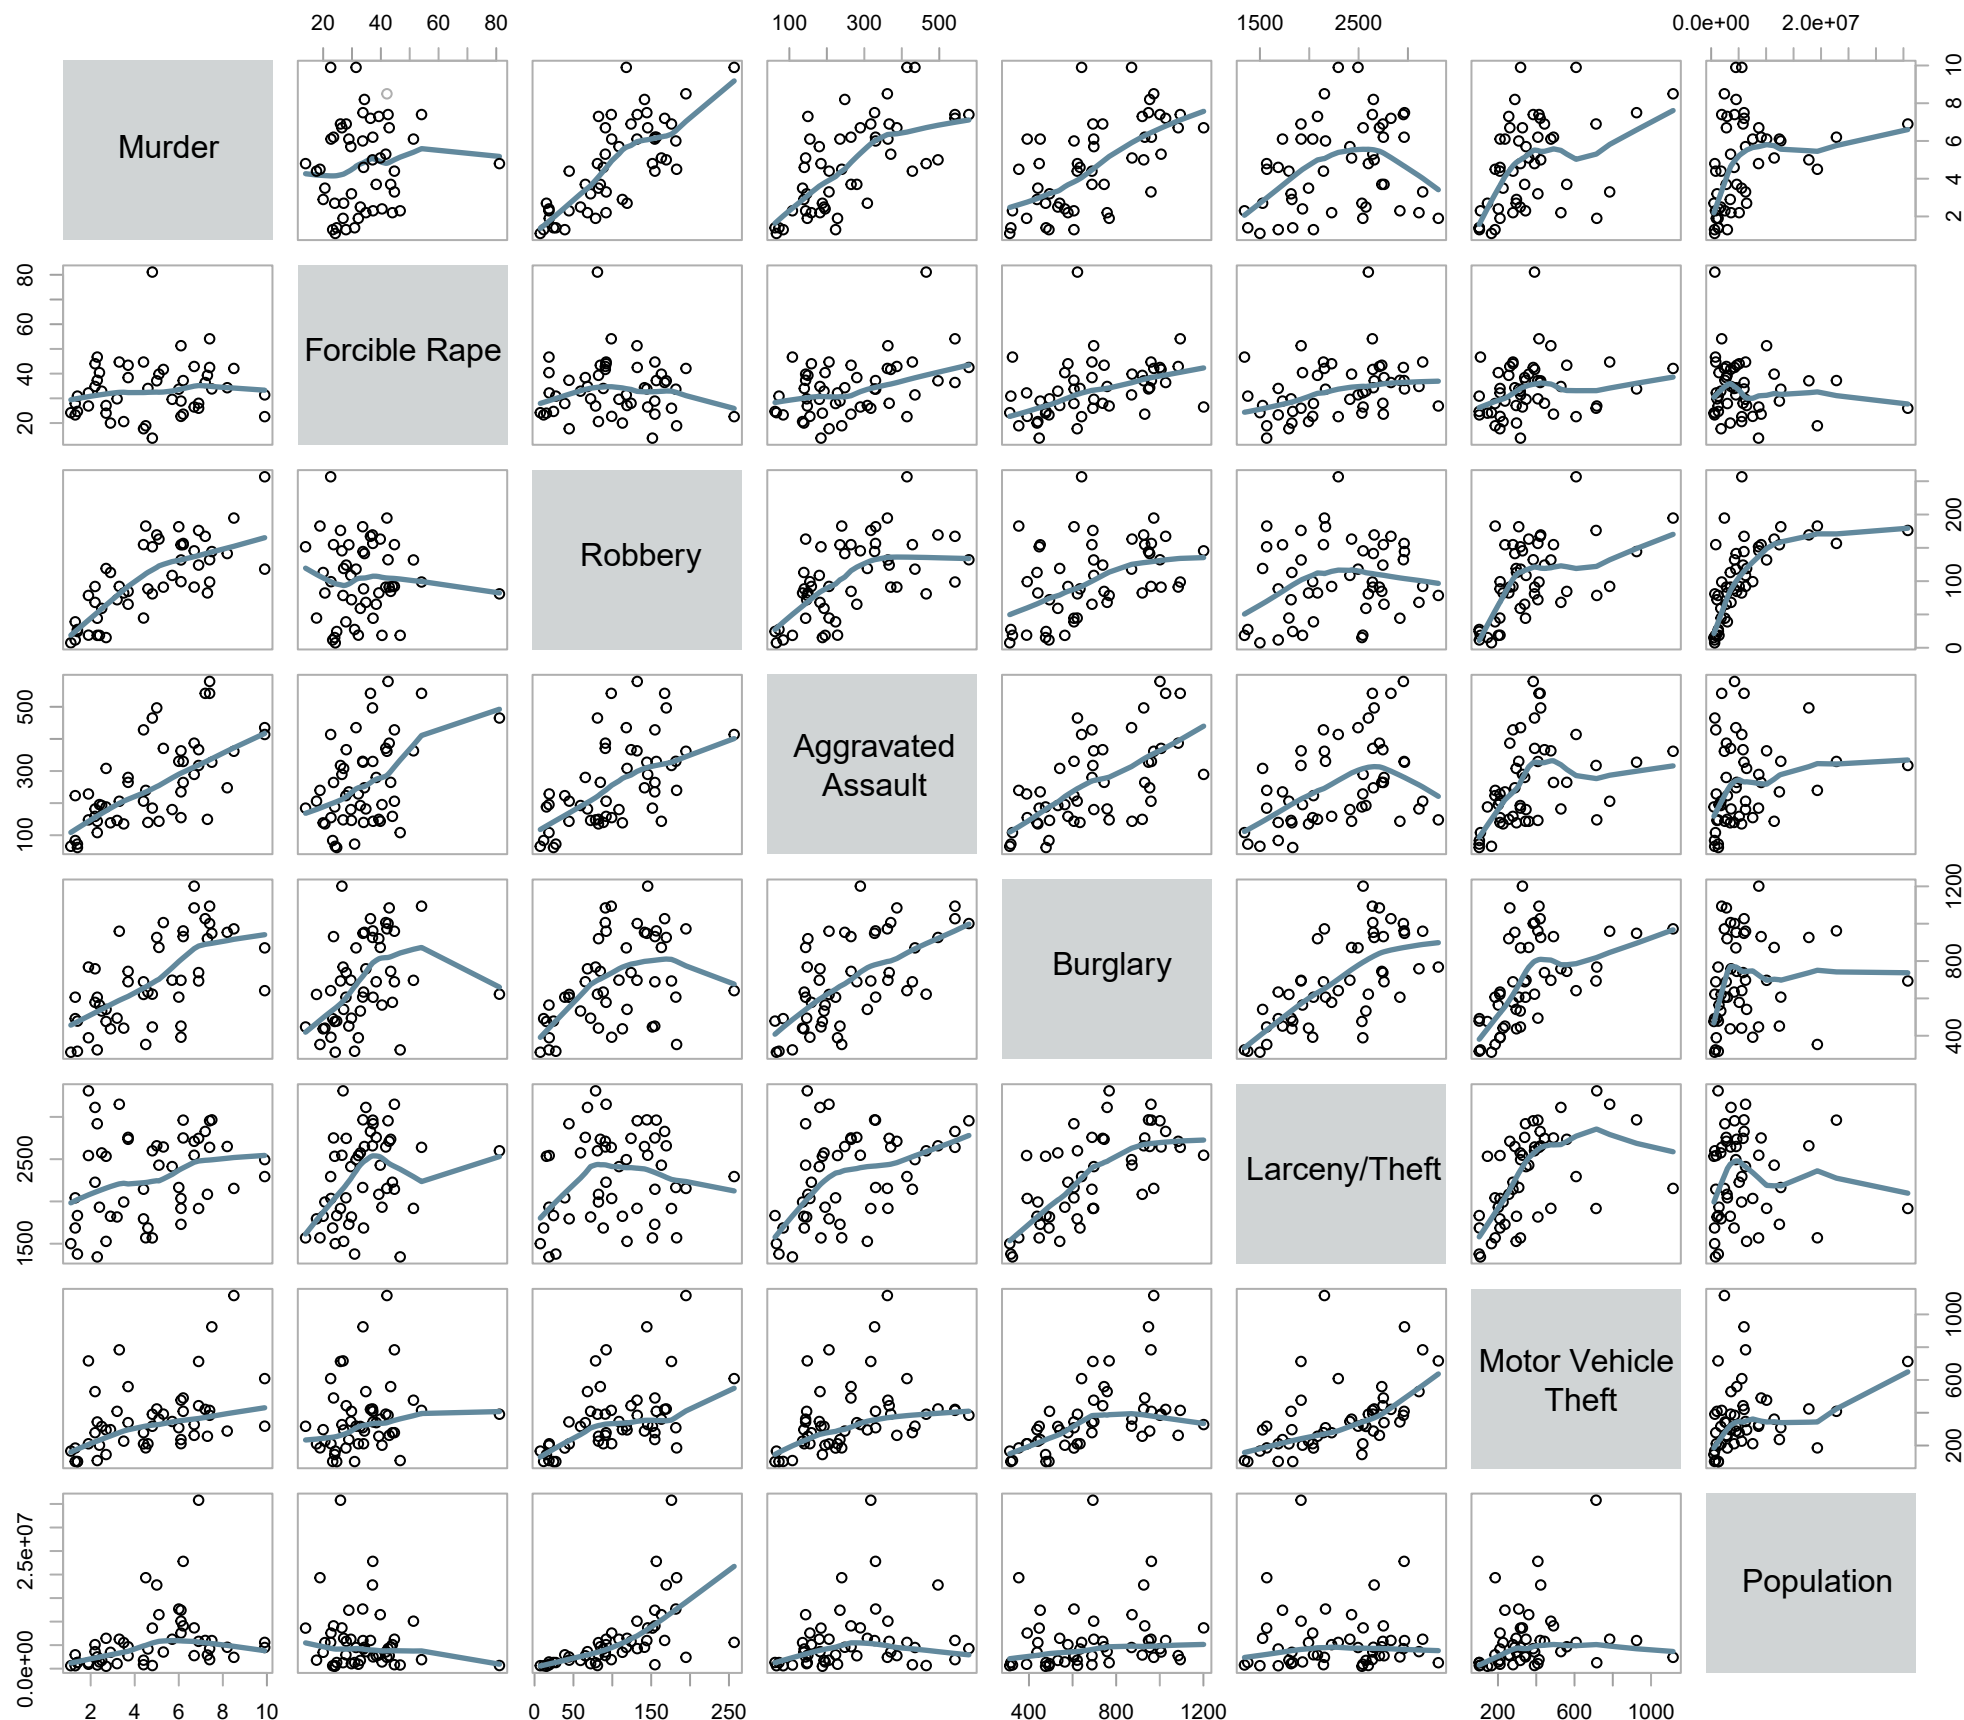 20 40 60 80
100 300 500
1500 2500
0.0e+00 2.0e+07
Murder
2 4 6 8 10
20 40 60 80
Forcible Rape
Robbery
0 100 200
100 300 500
Aggravated
Assault
Burglary
400 800 1200
1500 2500
Larceny/Theft
Motor Vehicle
Theft
200 600 1000
0.0e+00 2.5e+07
Population
2 4 6 8 10
0 50 150 250
400 800 1200
200 600 1000